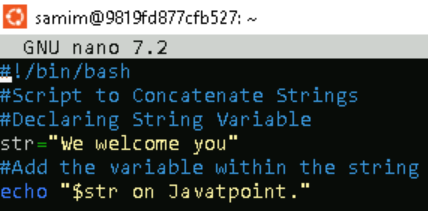 samim@9819fd877cfb527: ~
GNU nano 7.2
#!/bin/bash
#Script to Concatenate Strings
#Declaring String Variable
str="We welcome you"
#Add the variable within the string
echo "$str on Javatpoint."